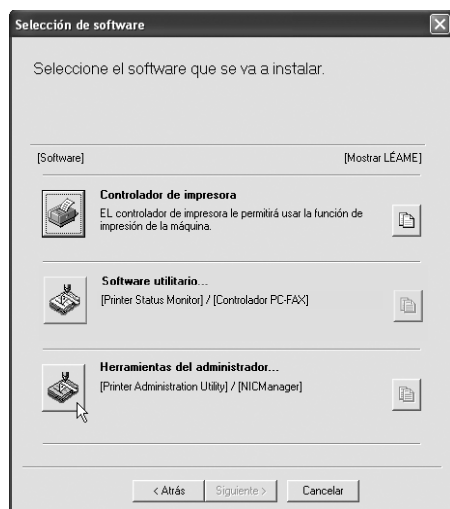 Selección de software
Seleccione el software que se va a instalar.
[Software] [Mostrar LÉAME]
Controlador de impresora
EL controlador de impresora le permitirá usar la función de
impresión de la máquina.
Software utilitario...
[Printer Status Monitor] / [Controlador PC-FAX]
Herramientas del administrador...
[Printer Administration Utility] / [NICManager]
< Atrás Siguiente > Cancelar